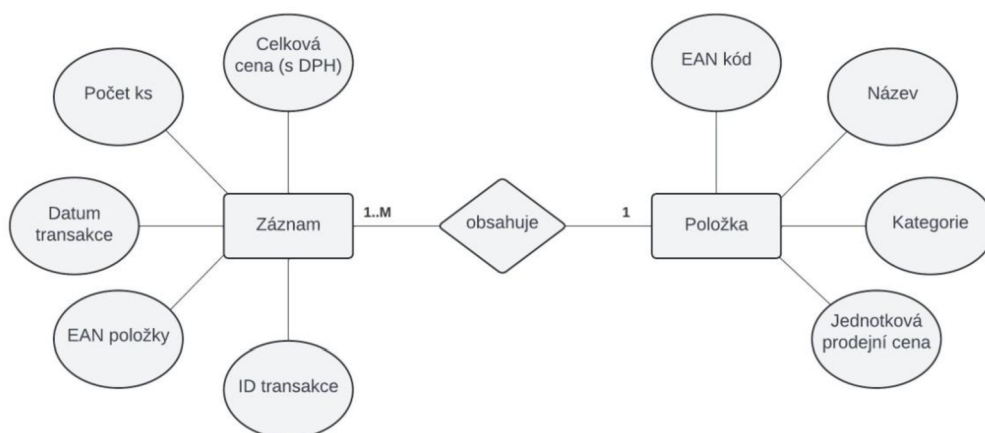 Celková
cena (s DPH)
Počet ks
Datum
transakce
EAN položky
ID transakce
Záznam
1..M
obsahuje
1
Položka
EAN kód
Název
Kategorie
Jednotková
prodejní cena